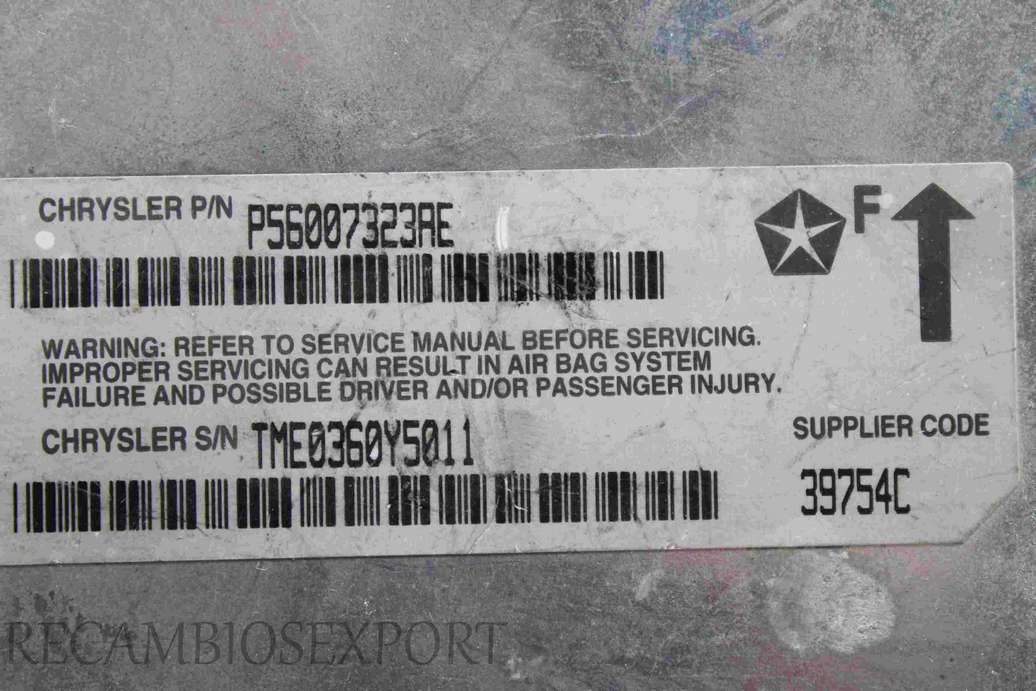 CHRYSLER P/N P56007323AE
F
WARNING: REFER TO SERVICE MANUAL BEFORE SERVICING.
IMPROPER SERVICING CAN RESULT IN AIR BAG SYSTEM
FAILURE AND POSSIBLE DRIVER AND/OR PASSENGER INJURY.
CHRYSLER S/N TME0360Y5011
SUPPLIER CODE
39754C
RECAMBIOSEXPORT